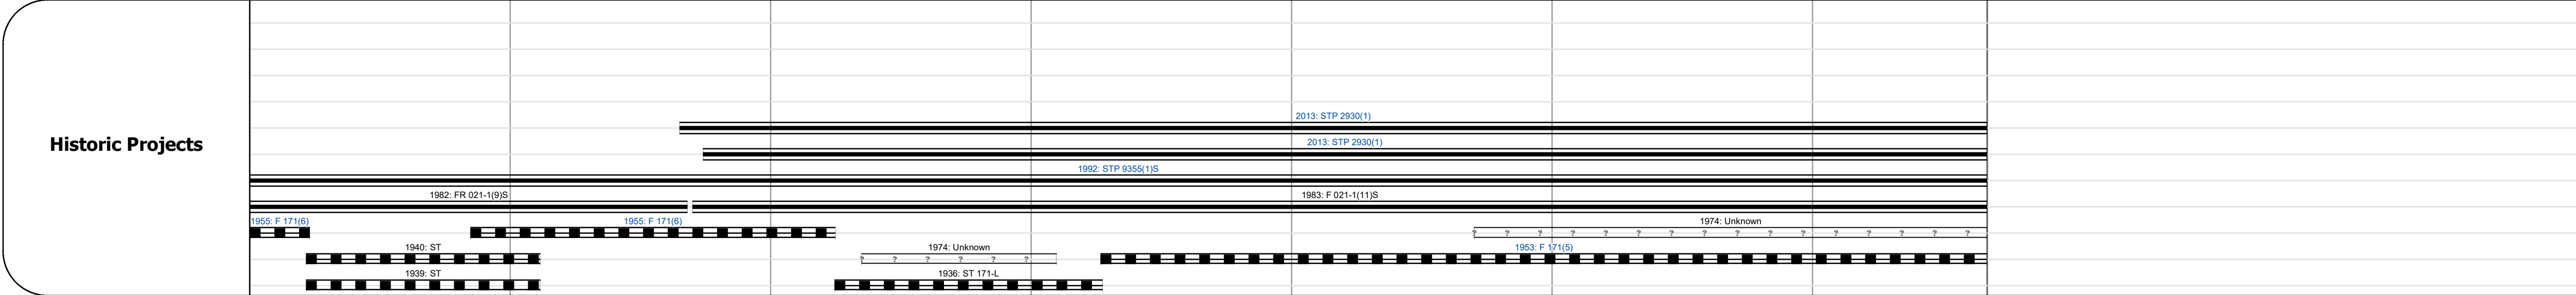 2013: STP 2930(1)
2013: STP 2930(1)
Historic Projects
1992: STP 9355(1)S
1982: FR 021-1(9)S 1983: F 021-1(11)S
1955: F 171(6) 1955: F 171(6) 1974: Unknown
? ? ? ? ? ? ? ? ? ? ? ? ? ? ? ?
1940: ST 1974: Unknown 1953: F 171(5)
? ? ? ? ? ?
1939: ST 1936: ST 171-L